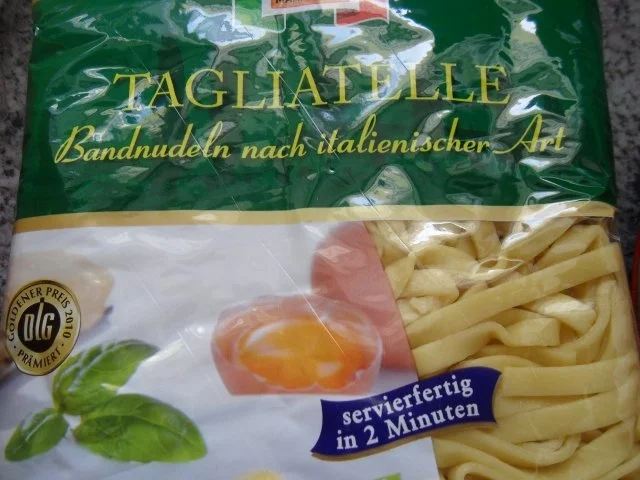 TAGLIATELLE
Bandnudeln nach italienischer Art
GOLDENER PREIS 2010
DLG
PRÄMIERT
servierfertig
in 2 Minuten